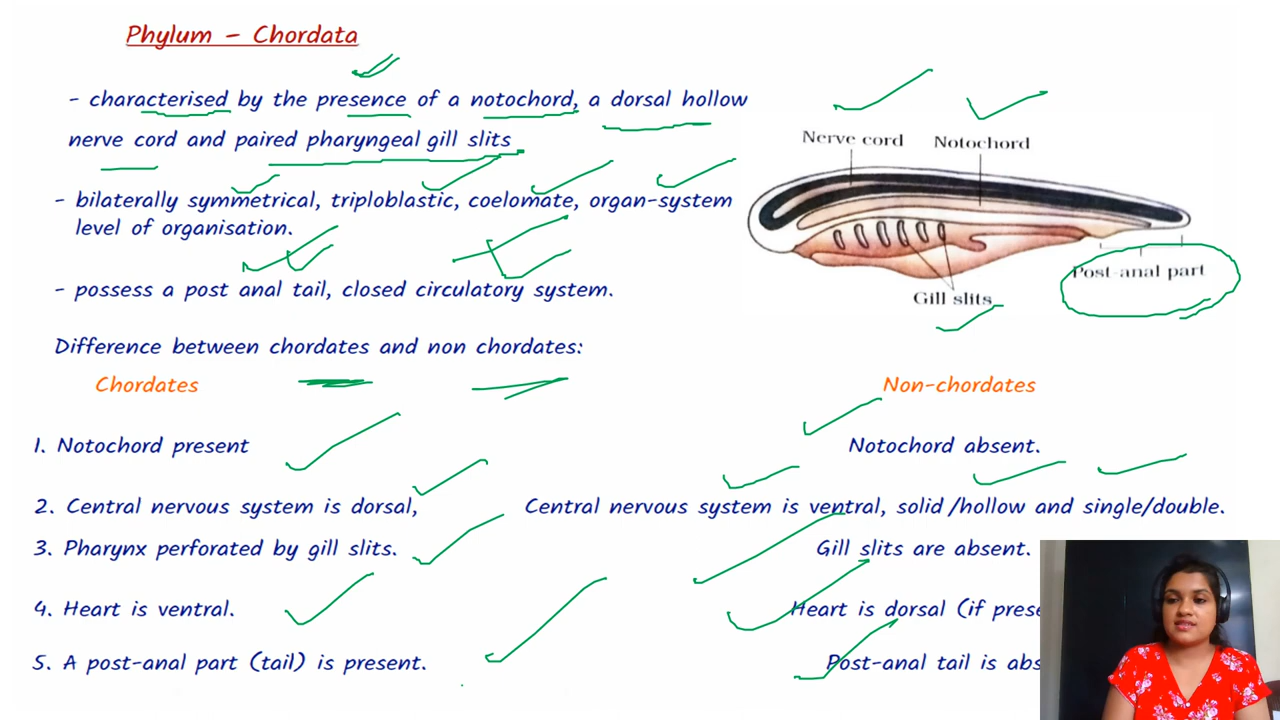 Phylum – Chordata
- characterised by the presence of a notochord, a dorsal hollow
nerve cord and paired pharyngeal gill slits
- bilaterally symmetrical, triploblastic, coelomate, organ-system
level of organisation.
- possess a post anal tail, closed circulatory system.
Nerve cord Notochord
Post-anal part
Gill slits
Difference between chordates and non chordates:
Chordates Non-chordates
1. Notochord present Notochord absent.
2. Central nervous system is dorsal, Central nervous system is ventral, solid/hollow and single/double.
3. Pharynx perforated by gill slits. Gill slits are absent.
4. Heart is ventral. Heart is dorsal (if
5. A post-anal part (tail) is present. Post-anal tail is